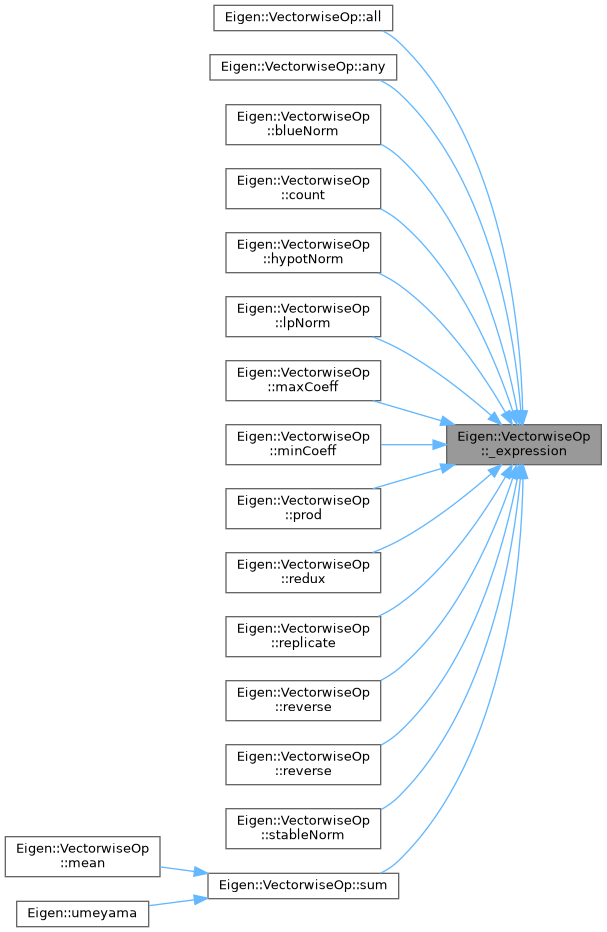 Eigen::VectorwiseOp::all
Eigen::VectorwiseOp::any
Eigen::VectorwiseOp
::blueNorm
Eigen::VectorwiseOp
::count
Eigen::VectorwiseOp
::hypotNorm
Eigen::VectorwiseOp
::lpNorm
Eigen::VectorwiseOp
::maxCoeff
Eigen::VectorwiseOp
::_expression
Eigen::VectorwiseOp
::minCoeff
Eigen::VectorwiseOp
::prod
Eigen::VectorwiseOp
::redux
Eigen::VectorwiseOp
::replicate
Eigen::VectorwiseOp
::reverse
Eigen::VectorwiseOp
::reverse
Eigen::VectorwiseOp
::stableNorm
Eigen::VectorwiseOp
::mean
Eigen::VectorwiseOp::sum
Eigen::umeyama